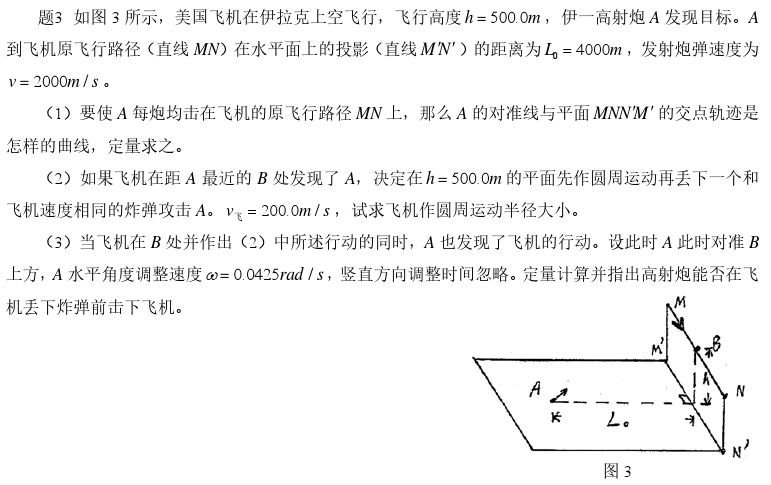 题3 如图3所示，美国飞机在伊拉克上空飞行，飞行高度h = 500.0m，伊一高射炮A发现目标。A
到飞机原飞行路径（直线MN）在水平面上的投影（直线M'N'）的距离为L₀ = 4000m，发射炮弹速度为
v = 2000m / s。
（1）要使A每炮均击在飞机的原飞行路径MN上，那么A的对准线与平面MNN'M'的交点轨迹是
怎样的曲线，定量求之。
（2）如果飞机在距A最近的B处发现了A，决定在h = 500.0m的平面先作圆周运动再丢下一个和
飞机速度相同的炸弹攻击A。v飞 = 200.0m / s，试求飞机作圆周运动半径大小。
（3）当飞机在B处并作出（2）中所述行动的同时，A也发现了飞机的行动。设此时A此时对准B
上方，A水平角度调整速度ω = 0.0425rad / s，竖直方向调整时间忽略。定量计算并指出高射炮能否在飞
机丢下炸弹前击下飞机。
M
B
M'
h
A
N
L₀
N'
图3